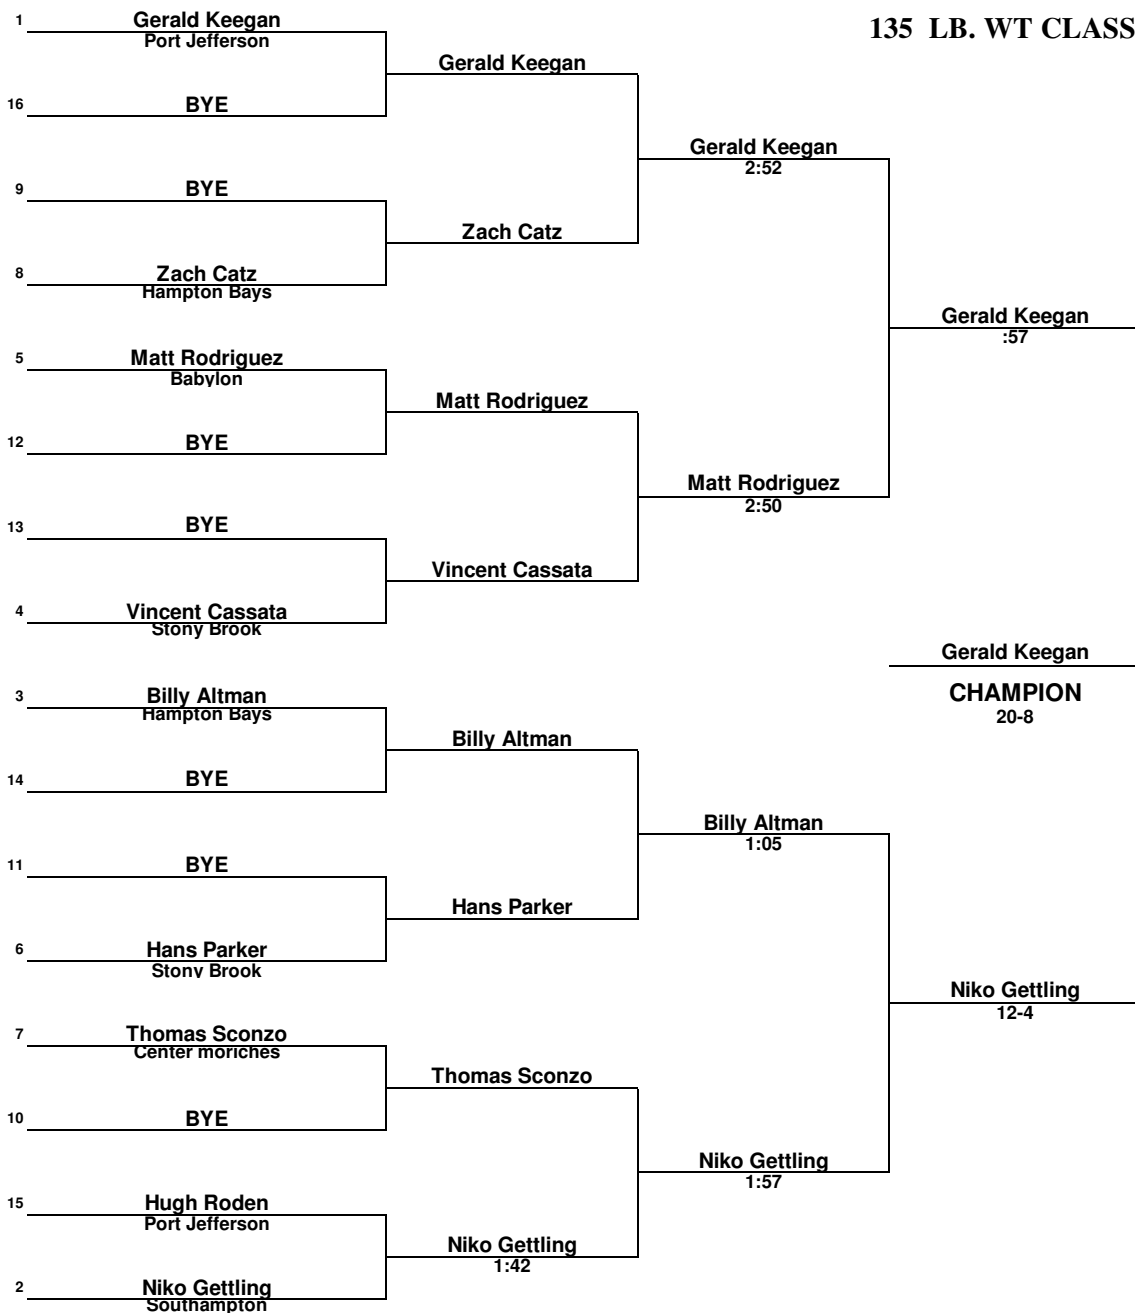 135 LB. WT CLASS
1
Gerald Keegan
Port Jefferson
Gerald Keegan
16
BYE
Gerald Keegan
2:52
9
BYE
Zach Catz
8
Zach Catz
Hampton Bays
Gerald Keegan
:57
5
Matt Rodriguez
Babylon
Matt Rodriguez
12
BYE
Matt Rodriguez
2:50
13
BYE
Vincent Cassata
4
Vincent Cassata
Stony Brook
Gerald Keegan
CHAMPION
20-8
3
Billy Altman
Hampton Bays
Billy Altman
14
BYE
Billy Altman
1:05
11
BYE
Hans Parker
6
Hans Parker
Stony Brook
Niko Gettling
12-4
7
Thomas Sconzo
Center moriches
Thomas Sconzo
10
BYE
Niko Gettling
1:57
15
Hugh Roden
Port Jefferson
Niko Gettling
1:42
2
Niko Gettling
Southampton